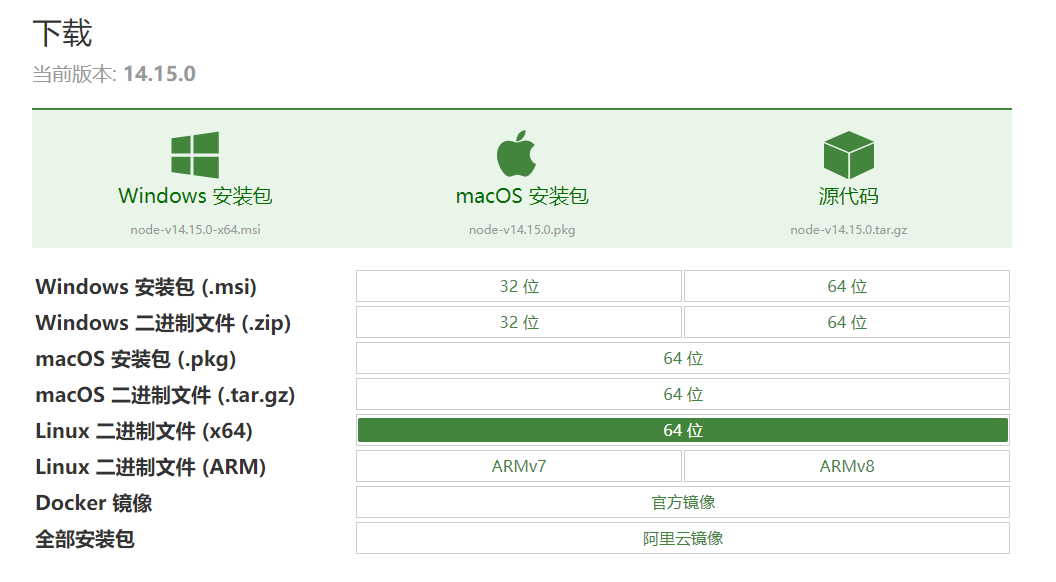 下载
当前版本: 14.15.0
Windows 安装包 macOS 安装包 源代码
node-v14.15.0-x64.msi node-v14.15.0.pkg node-v14.15.0.tar.gz
Windows 安装包 (.msi) 32 位 64 位
Windows 二进制文件 (.zip) 32 位 64 位
macOS 安装包 (.pkg) 64 位
macOS 二进制文件 (.tar.gz) 64 位
Linux 二进制文件 (x64) 64 位
Linux 二进制文件 (ARM) ARMv7 ARMv8
Docker 镜像 官方镜像
全部安装包 阿里云镜像